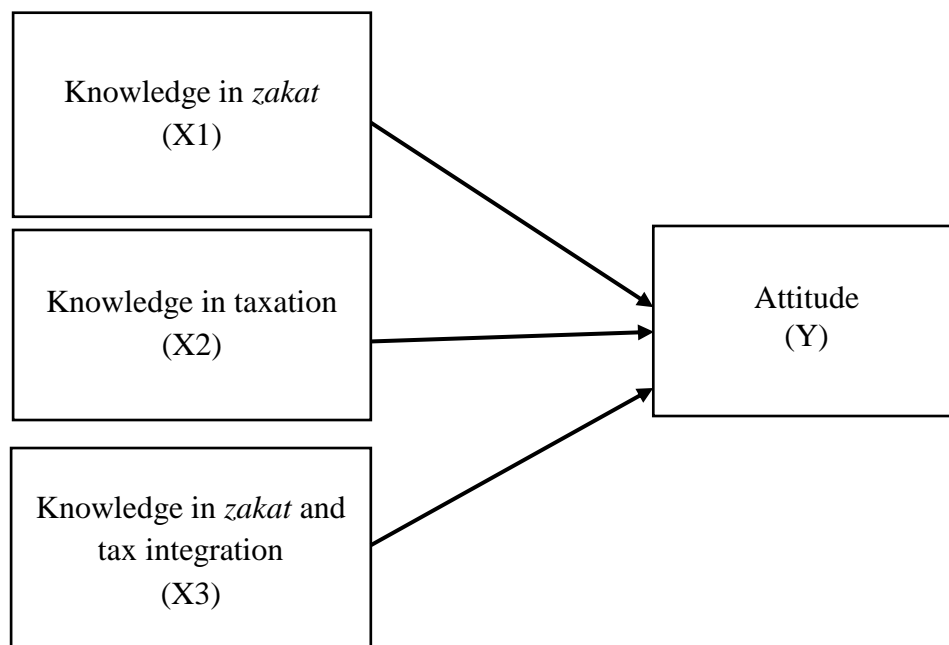 Knowledge in zakat
(X1)
Knowledge in taxation
(X2)
Knowledge in zakat and
tax integration
(X3)
Attitude
(Y)